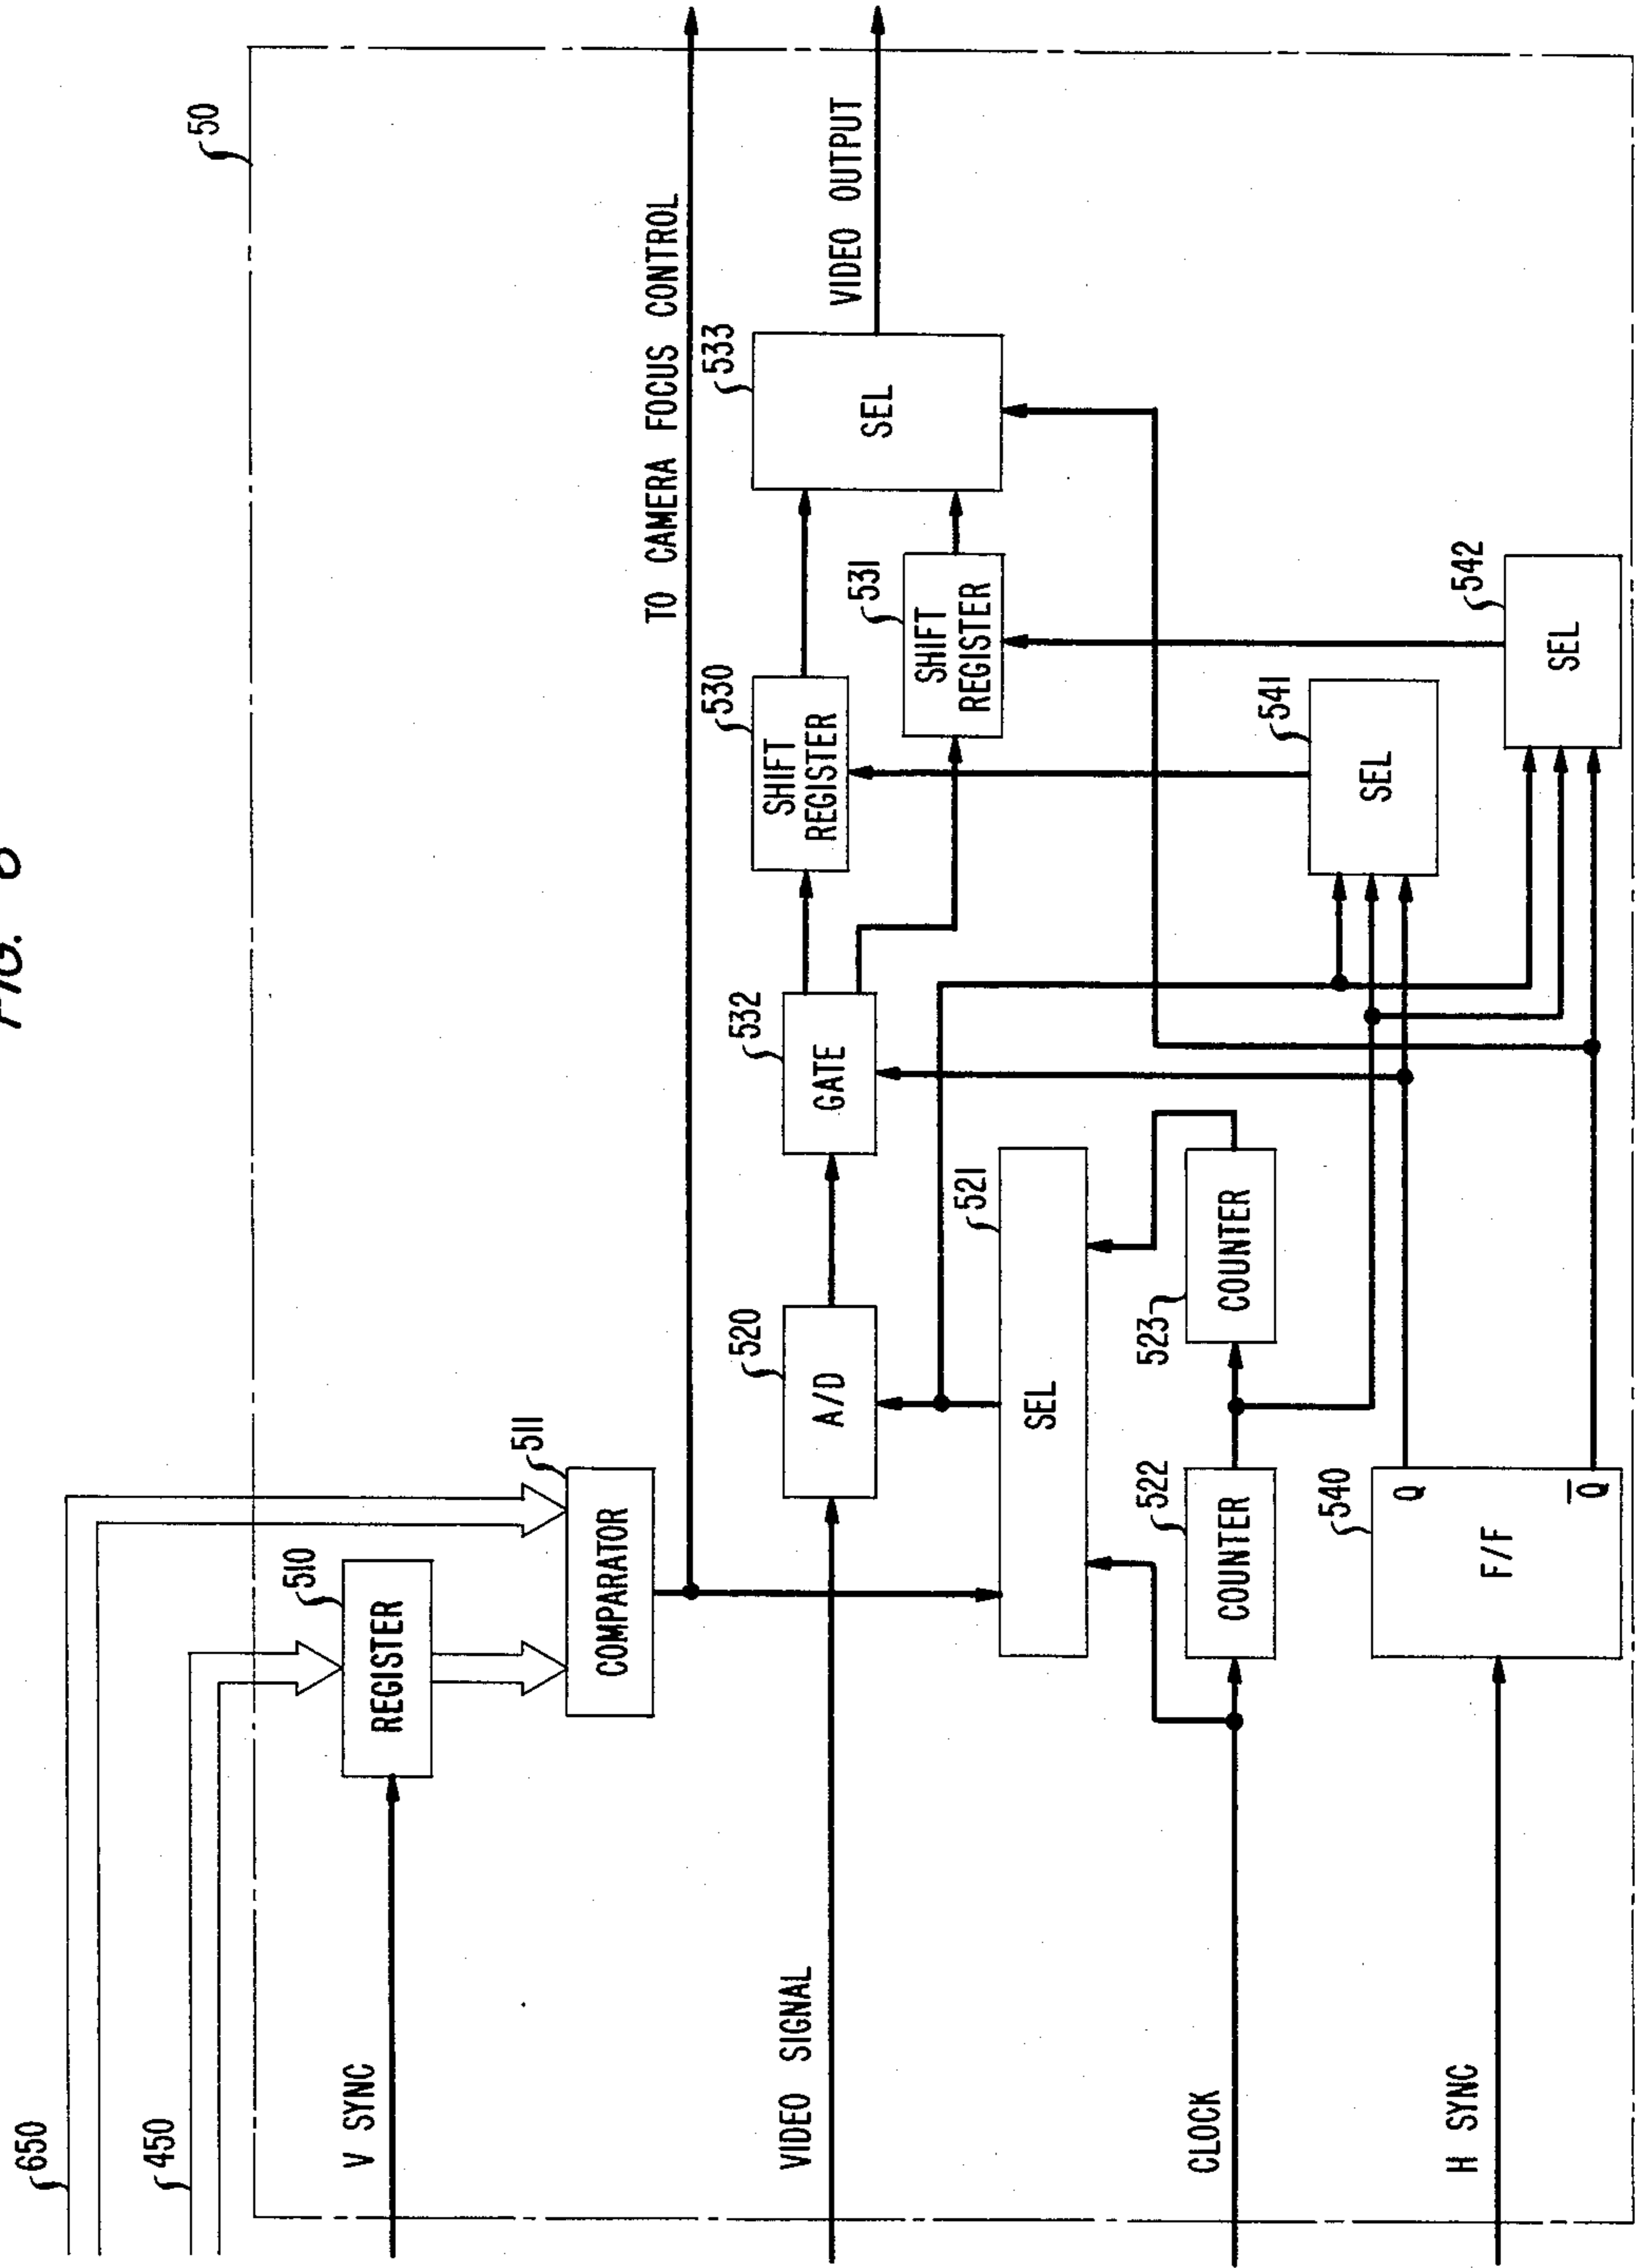 FIG. 6
650
450
V SYNC
VIDEO SIGNAL
CLOCK
H SYNC
50
510
REGISTER
511
COMPARATOR
TO CAMERA FOCUS CONTROL
520
A/D
532
GATE
530
SHIFT
REGISTER
531
SHIFT
REGISTER
533
SEL
VIDEO OUTPUT
521
SEL
522
COUNTER
523
COUNTER
540
F/F
Q
Q̅
541
SEL
542
SEL